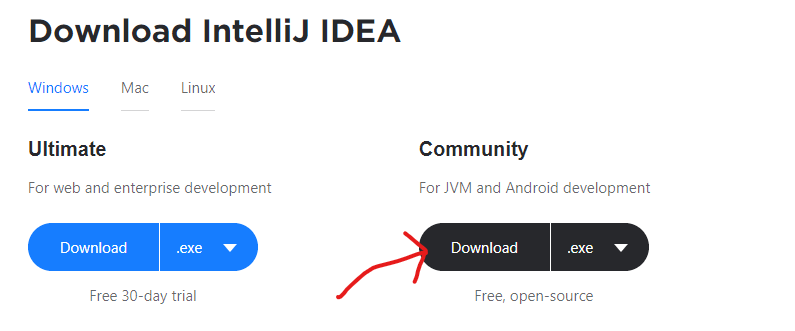 Download IntelliJ IDEA
Windows Mac Linux
Ultimate
For web and enterprise development
Download .exe
Free 30-day trial
Community
For JVM and Android development
Download .exe
Free, open-source